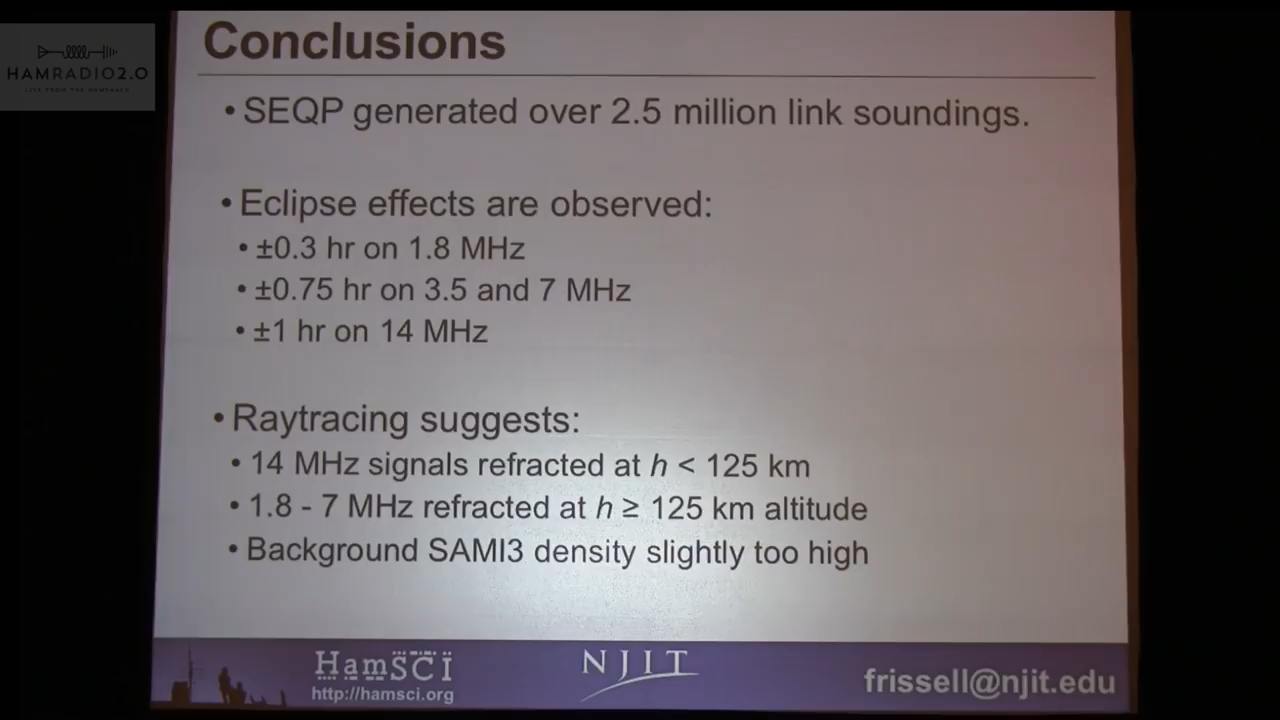 Conclusions
HAMRADIO2.0
LIVE FROM THE HAMSHACK
• SEQP generated over 2.5 million link soundings.
• Eclipse effects are observed:
• ±0.3 hr on 1.8 MHz
• ±0.75 hr on 3.5 and 7 MHz
• ±1 hr on 14 MHz
• Raytracing suggests:
• 14 MHz signals refracted at h < 125 km
• 1.8 - 7 MHz refracted at h ≥ 125 km altitude
• Background SAMI3 density slightly too high
HamSCI
http://hamsci.org
NJIT
frissell@njit.edu